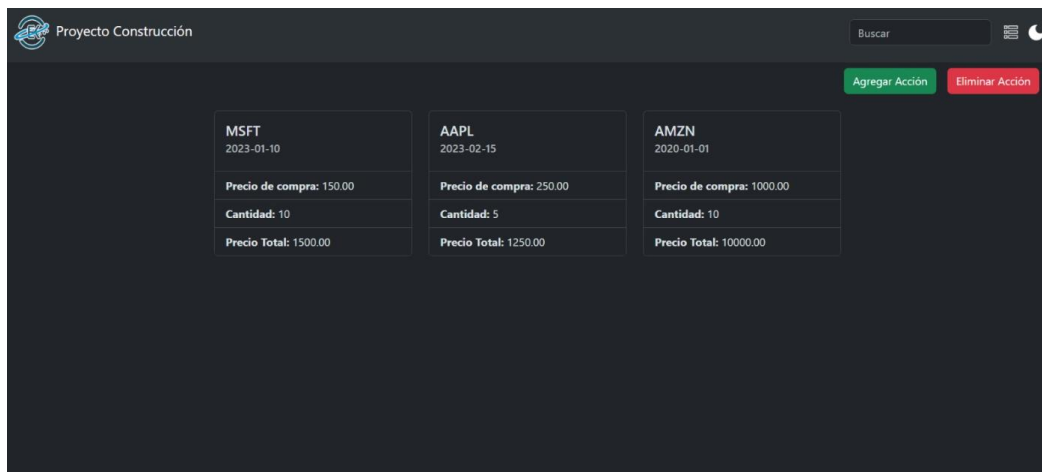 Proyecto Construcción
Buscar
Agregar Acción
Eliminar Acción
MSFT
2023-01-10
Precio de compra: 150.00
Cantidad: 10
Precio Total: 1500.00
AAPL
2023-02-15
Precio de compra: 250.00
Cantidad: 5
Precio Total: 1250.00
AMZN
2020-01-01
Precio de compra: 1000.00
Cantidad: 10
Precio Total: 10000.00